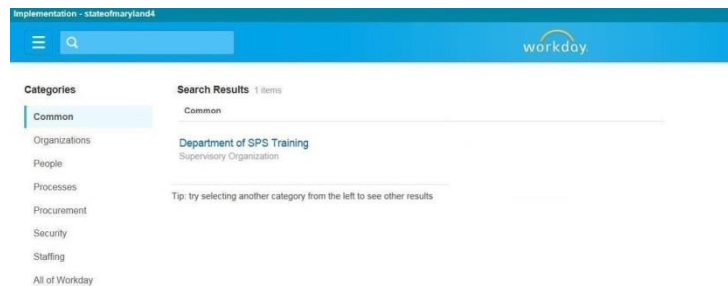 Implementation - stateofmaryland4
workday.
Categories
Common
Organizations
People
Processes
Procurement
Security
Staffing
All of Workday
Search Results 1 items
Common
Department of SPS Training
Supervisory Organization
Tip: try selecting another category from the left to see other results